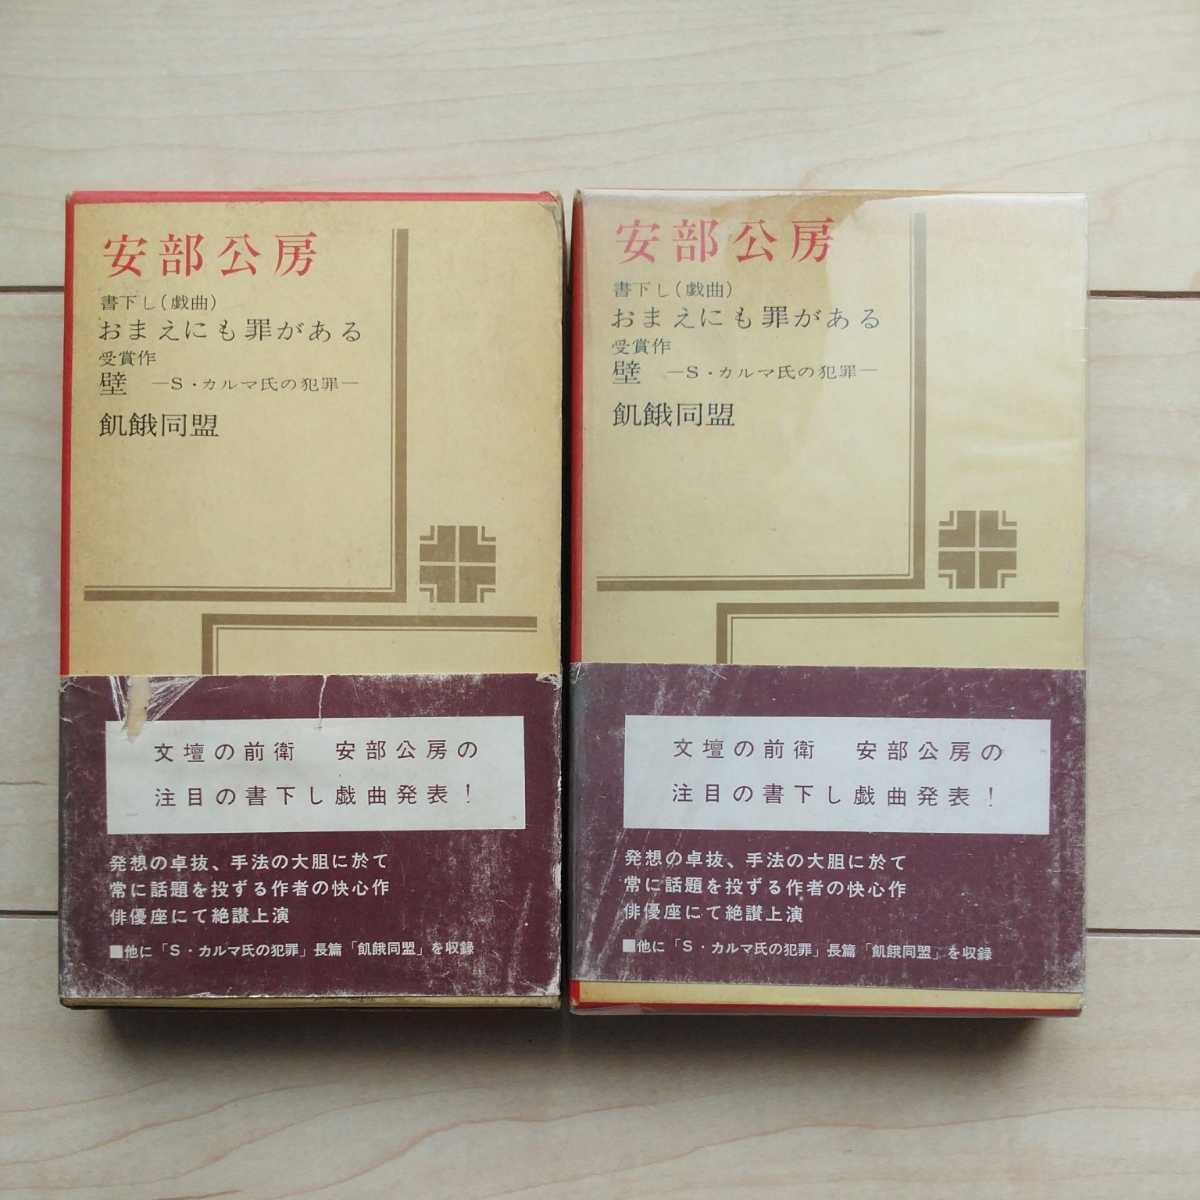 安部公房
書下し(戯曲)
おまえにも罪がある
受賞作
壁 ―S・カルマ氏の犯罪―
飢餓同盟
文壇の前衛 安部公房の
注目の書下し戯曲発表!
発想の卓抜、手法の大胆に於て
常に話題を投ずる作者の快心作
俳優座にて絶讃上演
■他に「S・カルマ氏の犯罪」長篇「飢餓同盟」を収録
安部公房
書下し(戯曲)
おまえにも罪がある
受賞作
壁 ―S・カルマ氏の犯罪―
飢餓同盟
文壇の前衛 安部公房の
注目の書下し戯曲発表!
発想の卓抜、手法の大胆に於て
常に話題を投ずる作者の快心作
俳優座にて絶讃上演
■他に「S・カルマ氏の犯罪」長篇「飢餓同盟」を収録